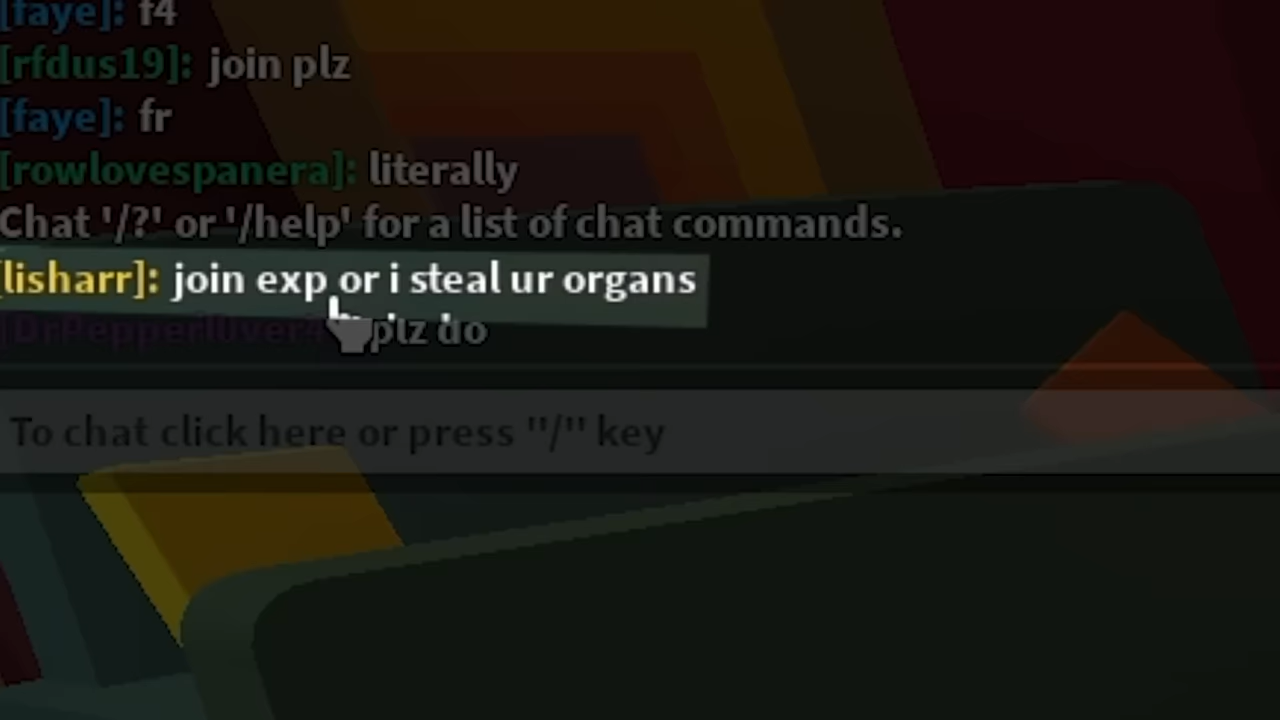 [faye]: f4
[rfdus19]: join plz
[faye]: fr
[rowlovespanera]: literally
Chat '/?' or '/help' for a list of chat commands.
[lisharr]: join exp or i steal ur organs
plz do
To chat click here or press "/" key